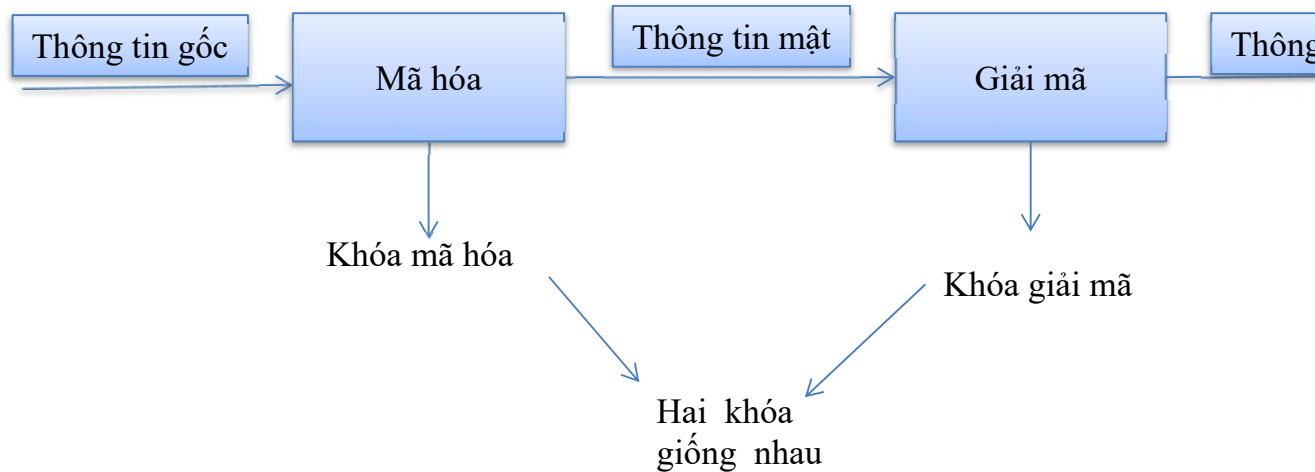 Thông tin gốc
Mã hóa
Thông tin mật
Giải mã
Thông
Khóa mã hóa
Khóa giải mã
Hai khóa
giống nhau